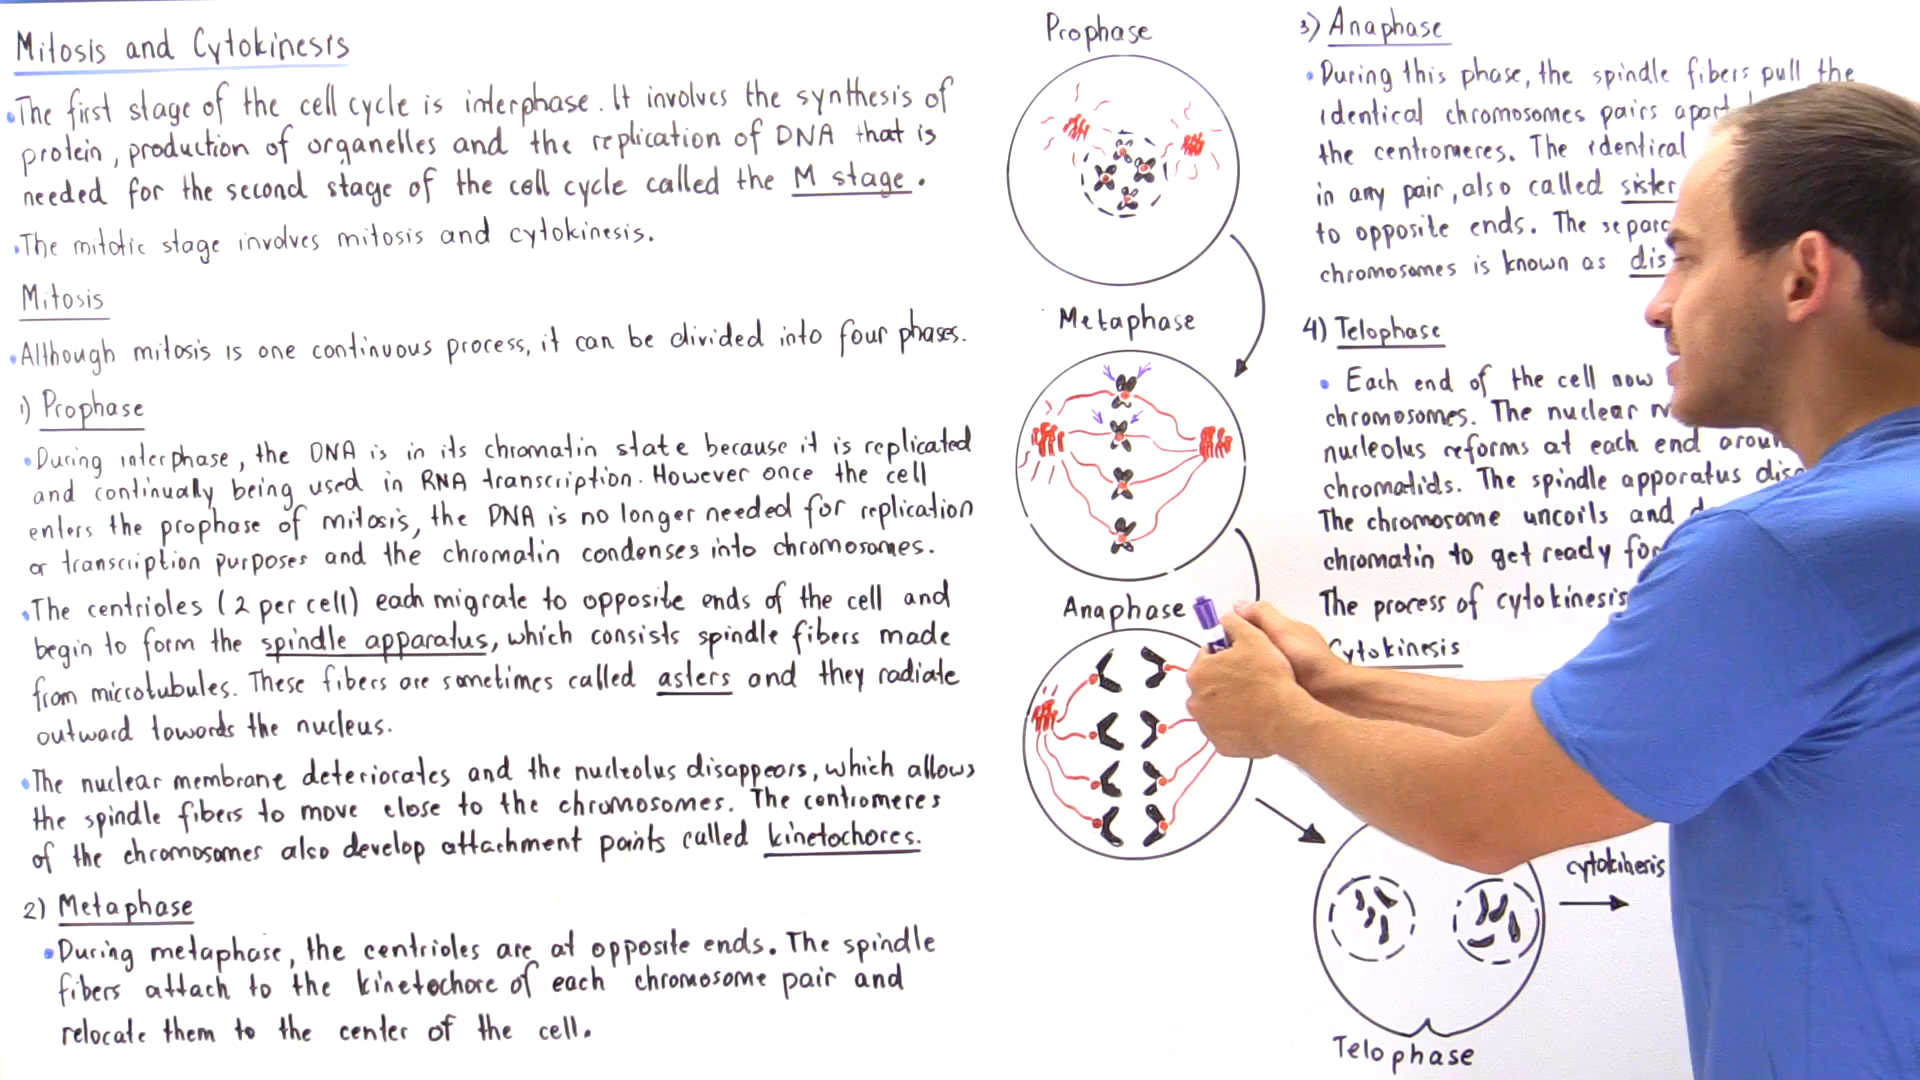 Mitosis and Cytokinesis
•The first stage of the cell cycle is interphase. It involves the synthesis of
protein, production of organelles and the replication of DNA that is
needed for the second stage of the cell cycle called the M stage.
•The mitotic stage involves mitosis and cytokinesis.
Mitosis
•Although mitosis is one continuous process, it can be divided into four phases.
1) Prophase
•During interphase, the DNA is in its chromatin state because it is replicated
and continually being used in RNA transcription. However once the cell
enters the prophase of mitosis, the DNA is no longer needed for replication
or transcription purposes and the chromatin condenses into chromosomes.
•The centrioles (2 per cell) each migrate to opposite ends of the cell and
begin to form the spindle apparatus, which consists spindle fibers made
from microtubules. These fibers are sometimes called asters and they radiate
outward towards the nucleus.
•The nuclear membrane deteriorates and the nucleolus disappears, which allows
the spindle fibers to move close to the chromosomes. The centromeres
of the chromosomes also develop attachment points called kinetochores.
2) Metaphase
•During metaphase, the centrioles are at opposite ends. The spindle
fibers attach to the kinetochore of each chromosome pair and
relocate them to the center of the cell.
Prophase
Metaphase
Anaphase
Telophase
cytokinesis
3) Anaphase
•During this phase, the spindle fibers pull the
identical chromosomes pairs apart
the centromeres. The identical
in any pair, also called sister
to opposite ends. The
chromosomes is known as
4) Telophase
•Each end of the cell now
chromosomes. The nuclear
nucleolus reforms at each end
chromatids. The spindle apparatus
The chromosome uncoils and
chromatin to get ready for
The process of cytokinesis
Cytokinesis